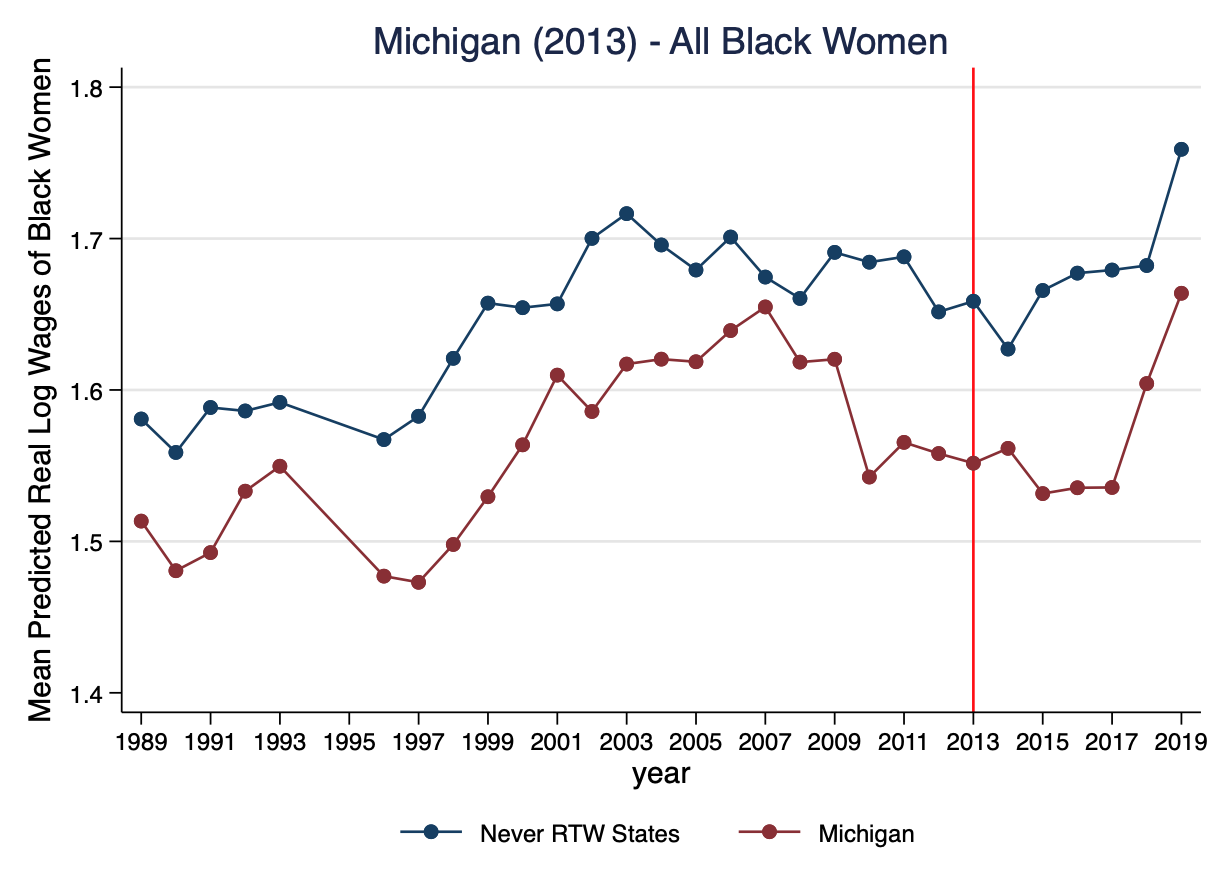 Michigan (2013) - All Black Women
Mean Predicted Real Log Wages of Black Women
1.8
1.7
1.6
1.5
1.4
1989 1991 1993 1995 1997 1999 2001 2003 2005 2007 2009 2011 2013 2015 2017 2019
year
Never RTW States Michigan